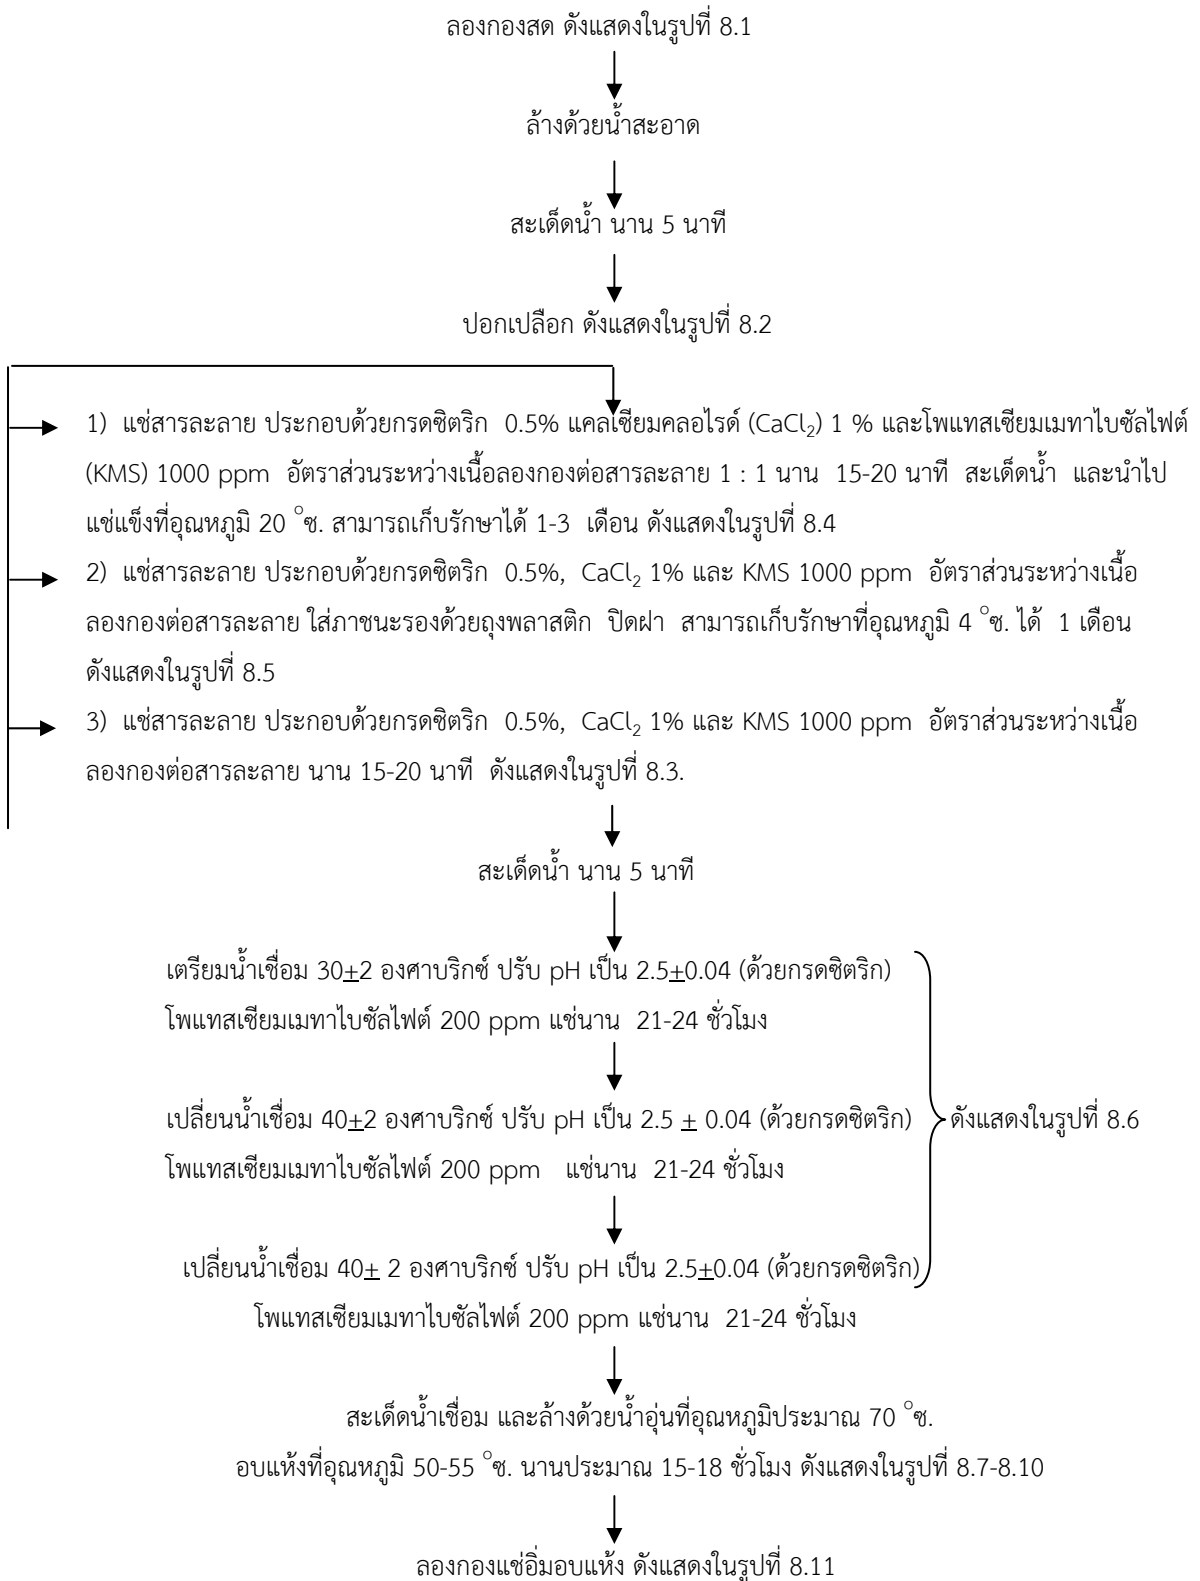 ลองกองสด ดังแสดงในรูปที่ 8.1
ล้างด้วยน้ำสะอาด
สะเด็ดน้ำ นาน 5 นาที
ปอกเปลือก ดังแสดงในรูปที่ 8.2
1) แช่สารละลาย ประกอบด้วยกรดซิตริก 0.5% แคลเซียมคลอไรด์ (CaCl₂) 1 % และโพแทสเซียมเมทาไบซัลไฟต์
(KMS) 1000 ppm อัตราส่วนระหว่างเนื้อลองกองต่อสารละลาย 1 : 1 นาน 15-20 นาที สะเด็ดน้ำ และนำไป
แช่แข็งที่อุณหภูมิ 20 °ซ. สามารถเก็บรักษาได้ 1-3 เดือน ดังแสดงในรูปที่ 8.4
2) แช่สารละลาย ประกอบด้วยกรดซิตริก 0.5%, CaCl₂ 1% และ KMS 1000 ppm อัตราส่วนระหว่างเนื้อ
ลองกองต่อสารละลาย ใส่ภาชนะรองด้วยถุงพลาสติก ปิดฝา สามารถเก็บรักษาที่อุณหภูมิ 4 °ซ. ได้ 1 เดือน
ดังแสดงในรูปที่ 8.5
3) แช่สารละลาย ประกอบด้วยกรดซิตริก 0.5%, CaCl₂ 1% และ KMS 1000 ppm อัตราส่วนระหว่างเนื้อ
ลองกองต่อสารละลาย นาน 15-20 นาที ดังแสดงในรูปที่ 8.3.
สะเด็ดน้ำ นาน 5 นาที
เตรียมน้ำเชื่อม 30±2 องศาบริกซ์ ปรับ pH เป็น 2.5±0.04 (ด้วยกรดซิตริก)
โพแทสเซียมเมทาไบซัลไฟต์ 200 ppm แช่นาน 21-24 ชั่วโมง
เปลี่ยนน้ำเชื่อม 40±2 องศาบริกซ์ ปรับ pH เป็น 2.5 ± 0.04 (ด้วยกรดซิตริก)
ดังแสดงในรูปที่ 8.6
โพแทสเซียมเมทาไบซัลไฟต์ 200 ppm แช่นาน 21-24 ชั่วโมง
เปลี่ยนน้ำเชื่อม 40± 2 องศาบริกซ์ ปรับ pH เป็น 2.5±0.04 (ด้วยกรดซิตริก)
โพแทสเซียมเมทาไบซัลไฟต์ 200 ppm แช่นาน 21-24 ชั่วโมง
สะเด็ดน้ำเชื่อม และล้างด้วยน้ำอุ่นที่อุณหภูมิประมาณ 70 °ซ.
อบแห้งที่อุณหภูมิ 50-55 °ซ. นานประมาณ 15-18 ชั่วโมง ดังแสดงในรูปที่ 8.7-8.10
ลองกองแช่อิ่มอบแห้ง ดังแสดงในรูปที่ 8.11